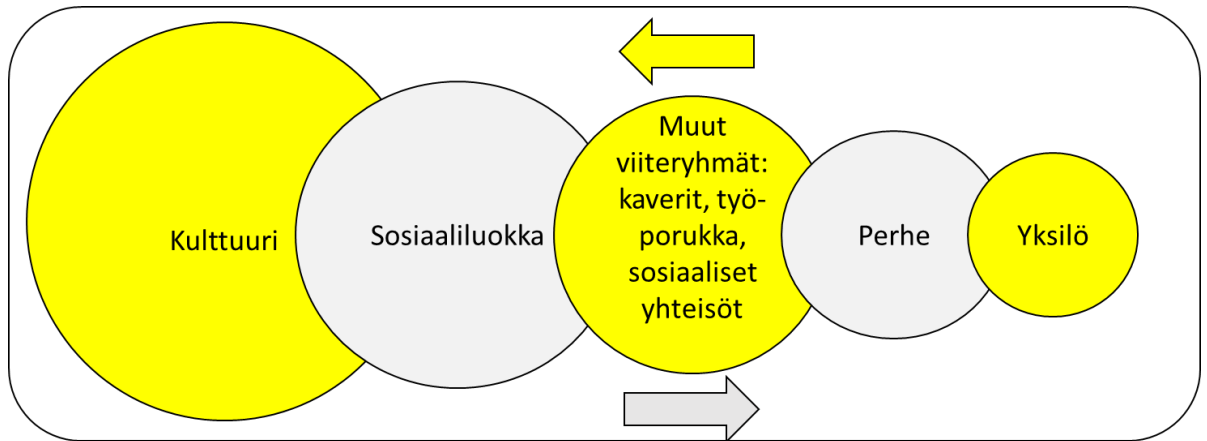 Kulttuuri
Sosiaaliluokka
Muut
viiteryhmät:
kaverit, työ-
porukka,
sosiaaliset
yhteisöt
Perhe
Yksilö